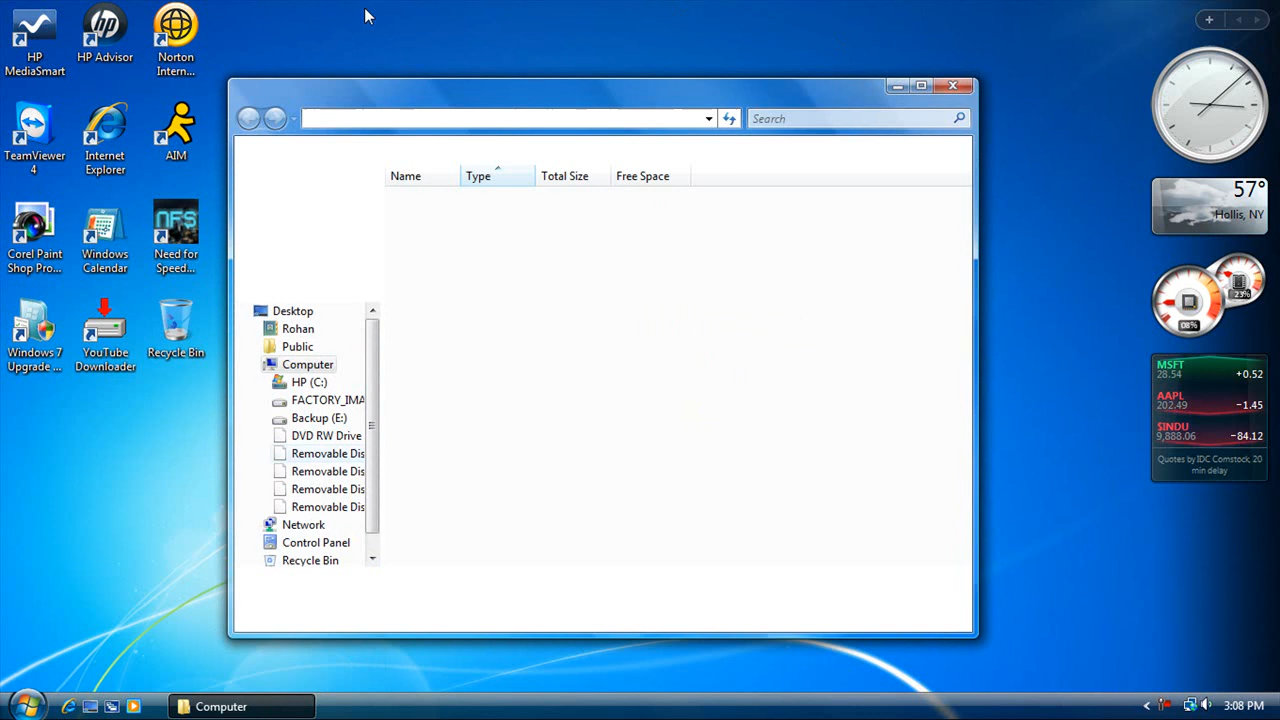 HP
MediaSmart
HP Advisor
Norton
Intern...
TeamViewer
4
Internet
Explorer
AIM
Corel Paint
Shop Pro...
Windows
Calendar
NFS
Need for
Speed...
Windows 7
Upgrade ...
YouTube
Downloader
Recycle Bin
Search
Name
Type
Total Size
Free Space
Desktop
Rohan
Public
Computer
HP (C:)
FACTORY_IMA
Backup (E:)
DVD RW Drive
Removable Dis
Removable Dis
Removable Dis
Removable Dis
Network
Control Panel
Recycle Bin
57°
Hollis, NY
23%
08%
MSFT
28.54 +0.52
AAPL
202.49 −1.45
$INDU
9,888.06 −84.12
Quotes by IDC Comstock, 20
min delay
Computer
3:08 PM